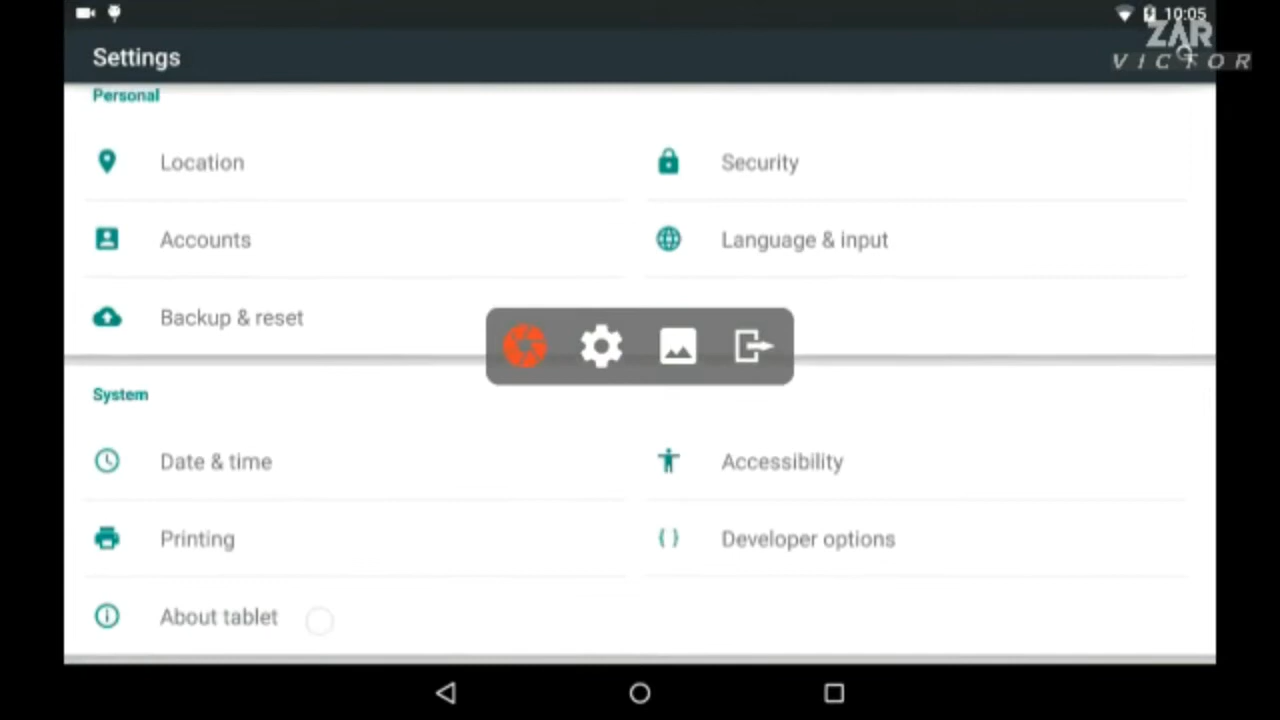 10:05
ZAR
VICTOR
Settings
Personal
Location
Security
Accounts
Language & input
Backup & reset
System
Date & time
Accessibility
Printing
Developer options
About tablet